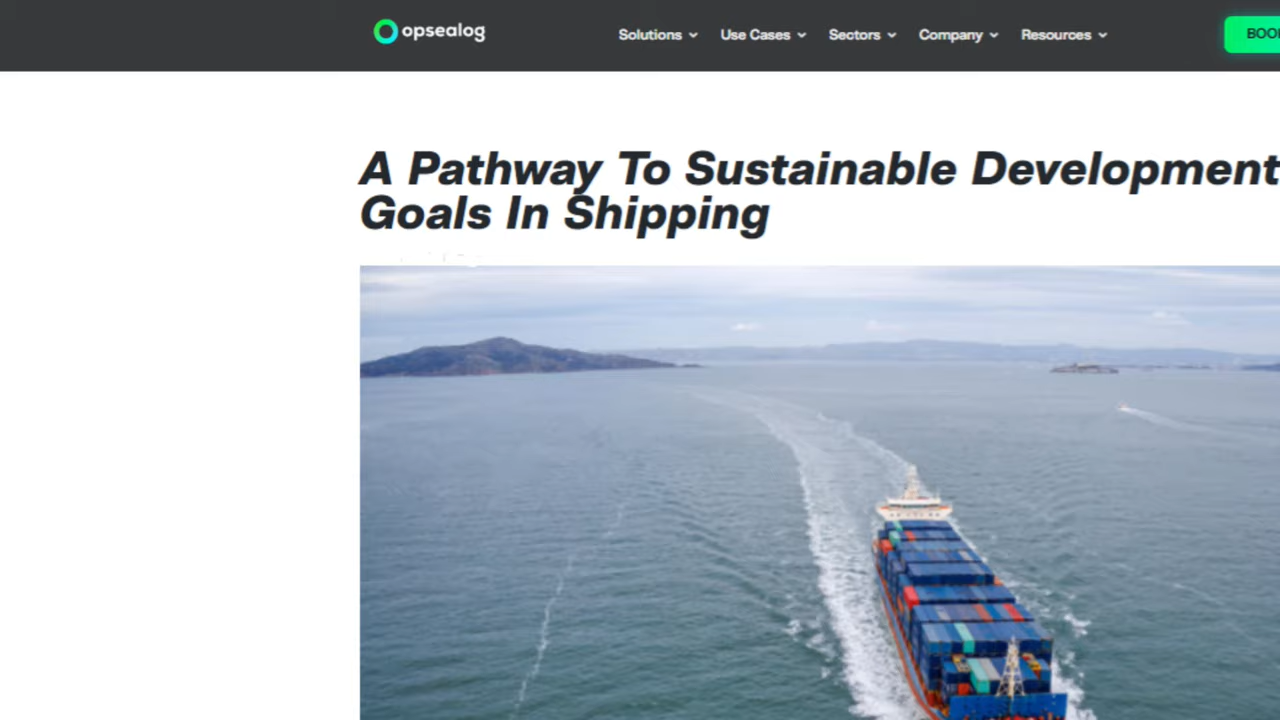 opsealog
Solutions Use Cases Sectors Company Resources
A Pathway To Sustainable Development
Goals In Shipping